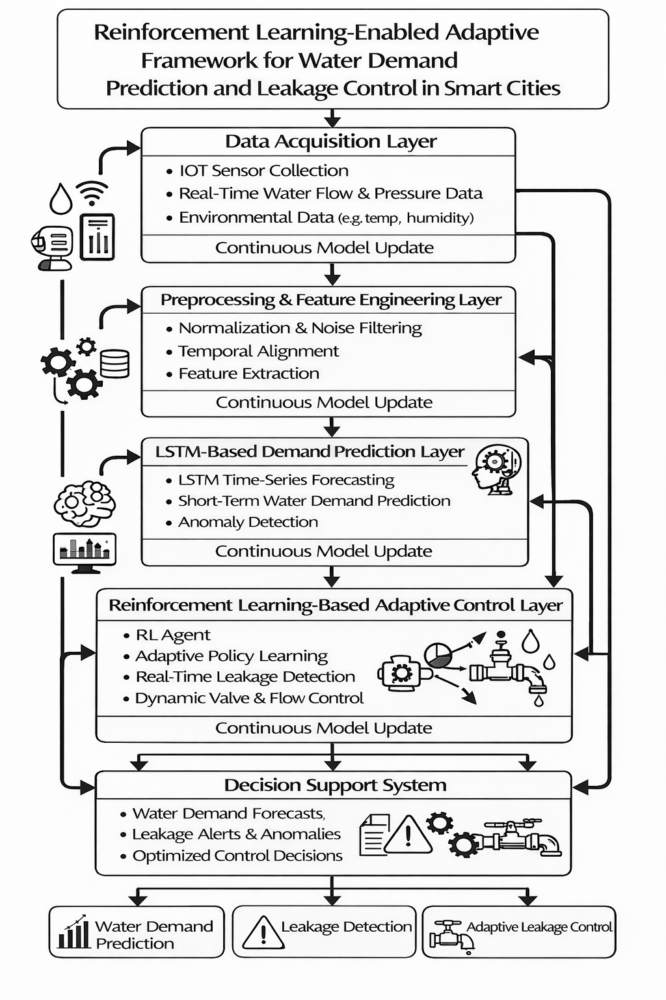 Reinforcement Learning-Enabled Adaptive
Framework for Water Demand
Prediction and Leakage Control in Smart Cities
Data Acquisition Layer
• IOT Sensor Collection
• Real-Time Water Flow & Pressure Data
• Environmental Data (e.g. temp, humidity)
Continuous Model Update
Preprocessing & Feature Engineering Layer
• Normalization & Noise Filtering
• Temporal Alignment
• Feature Extraction
Continuous Model Update
LSTM-Based Demand Prediction Layer
• LSTM Time-Series Forecasting
• Short-Term Water Demand Prediction
• Anomaly Detection
Continuous Model Update
Reinforcement Learning-Based Adaptive Control Layer
• RL Agent
• Adaptive Policy Learning
• Real-Time Leakage Detection
• Dynamic Valve & Flow Control
Continuous Model Update
Decision Support System
• Water Demand Forecasts,
• Leakage Alerts & Anomalies
• Optimized Control Decisions
Water Demand
Prediction
Leakage Detection
Adaptive Leakage Control